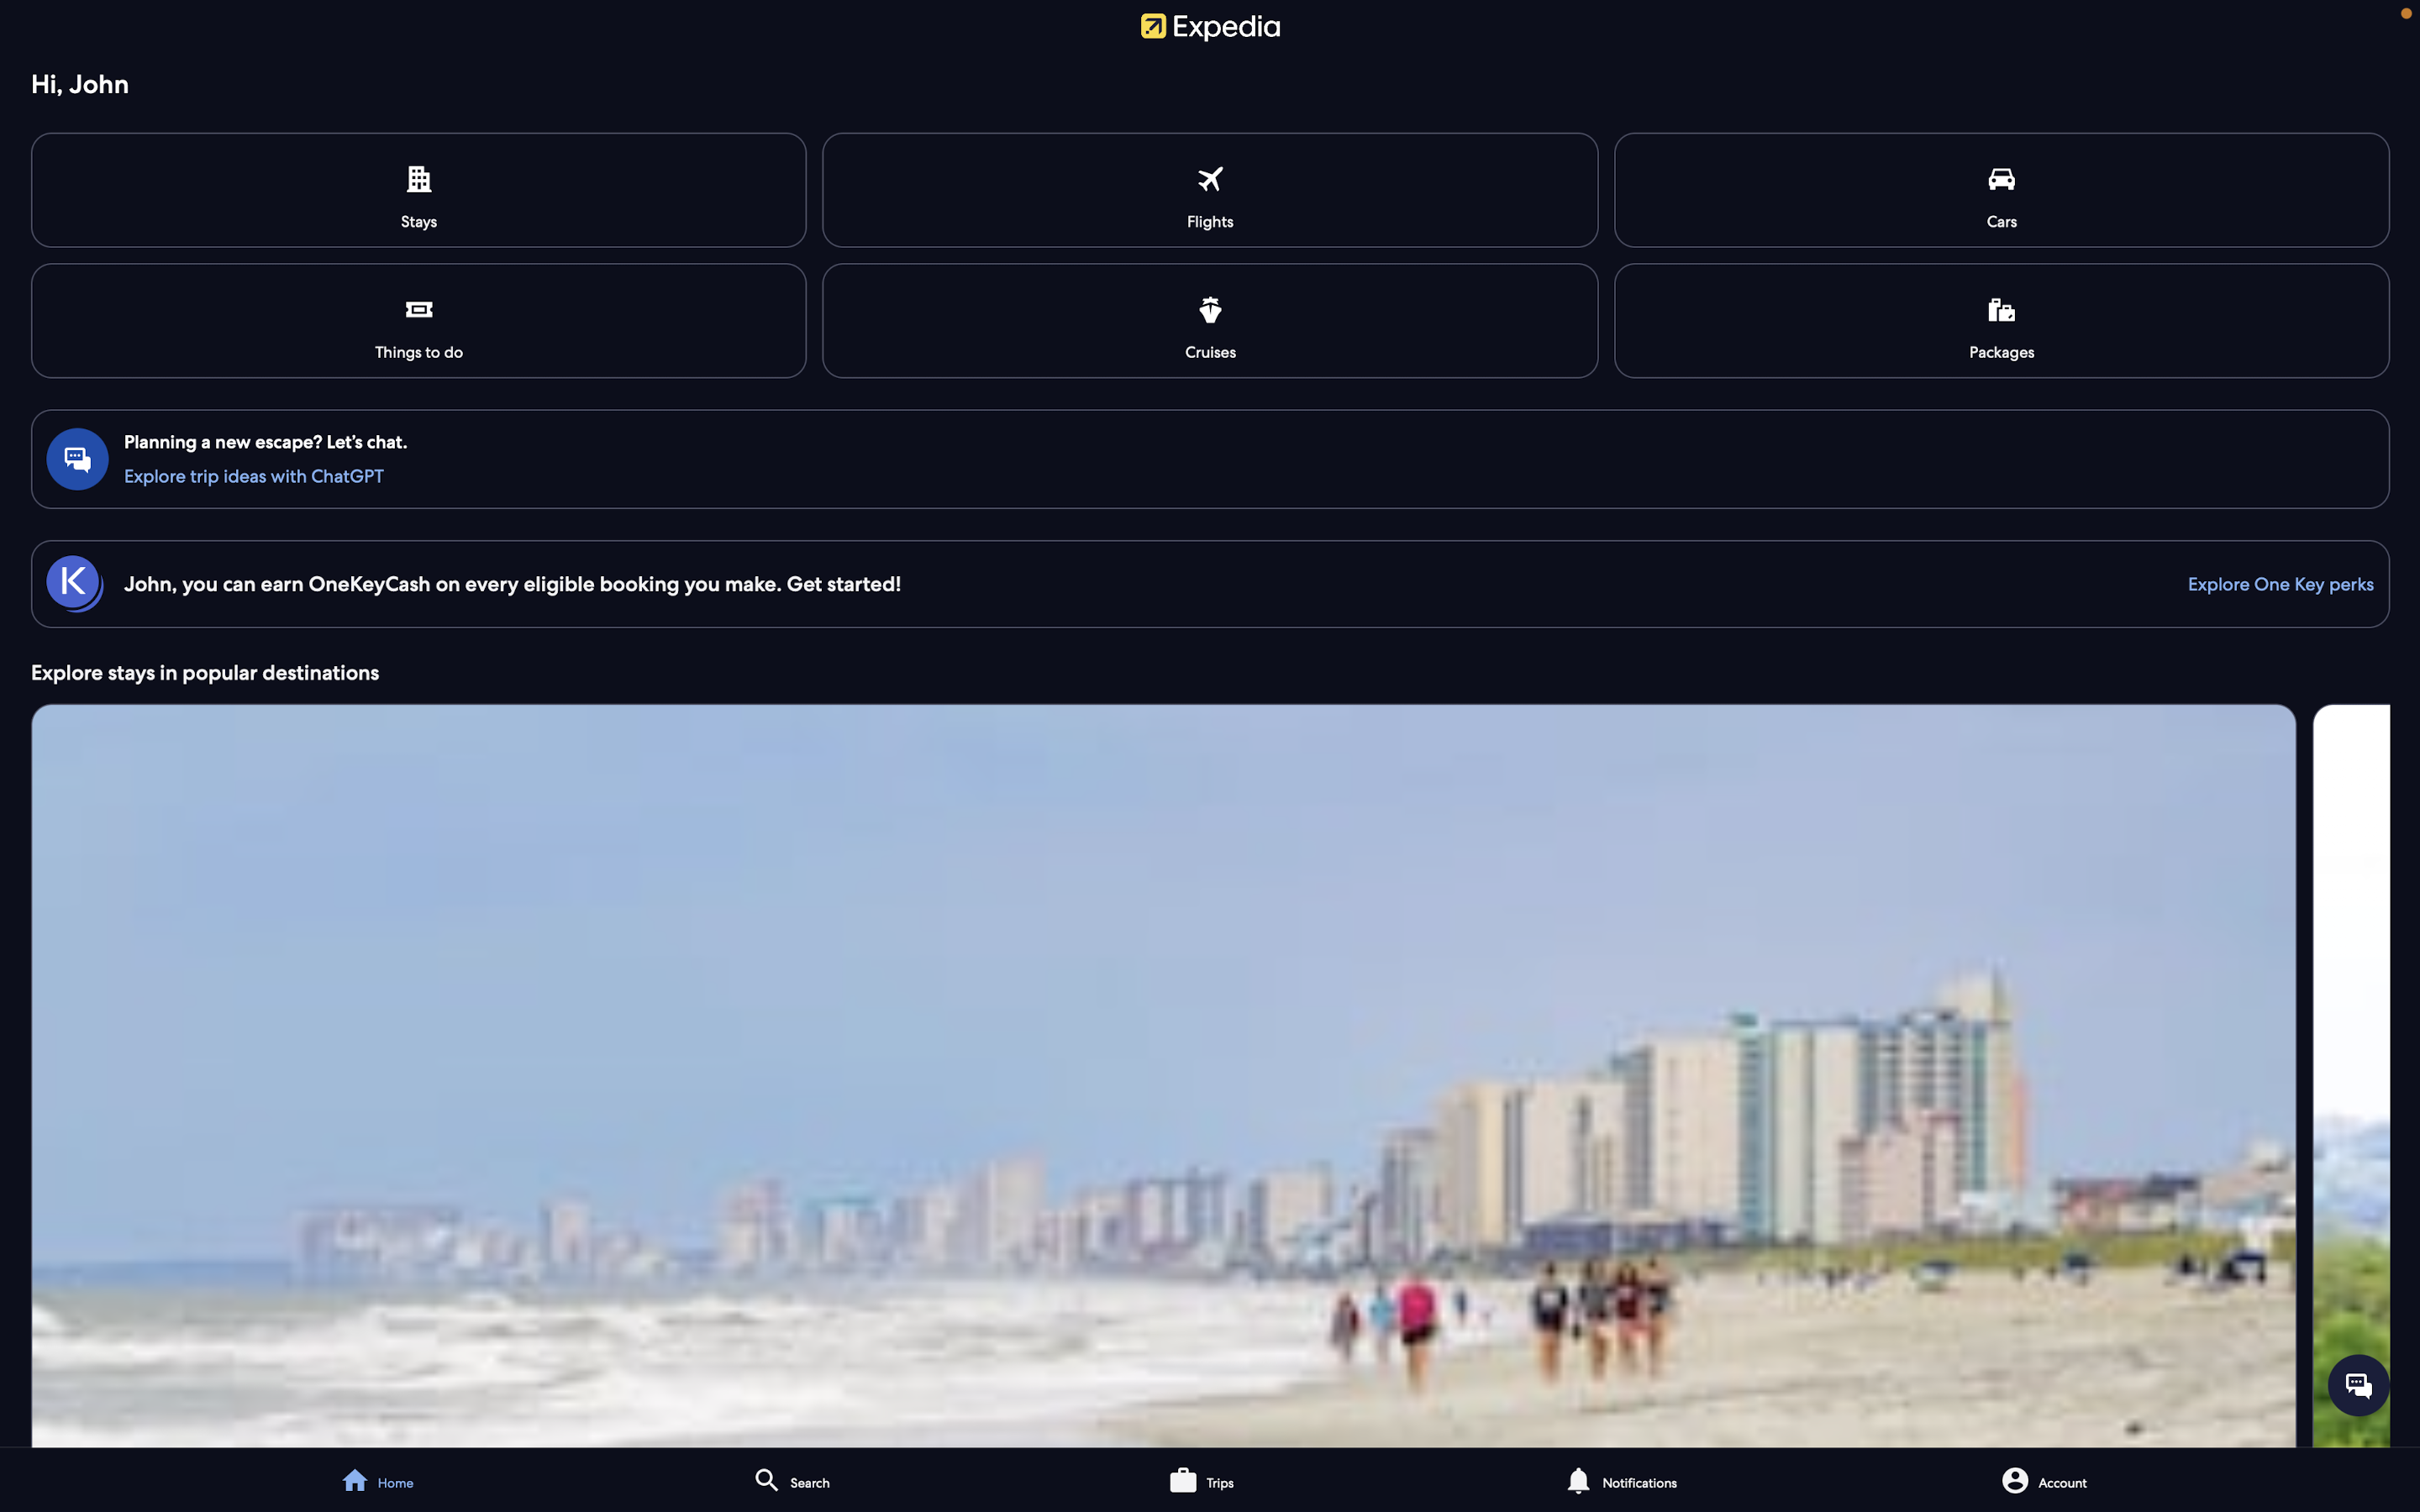 Expedia
Hi, John
Stays
Flights
Cars
Things to do
Cruises
Packages
Planning a new escape? Let's chat.
Explore trip ideas with ChatGPT
K
John, you can earn OneKeyCash on every eligible booking you make. Get started!
Explore One Key perks
Explore stays in popular destinations
Home
Search
Trips
Notifications
Account